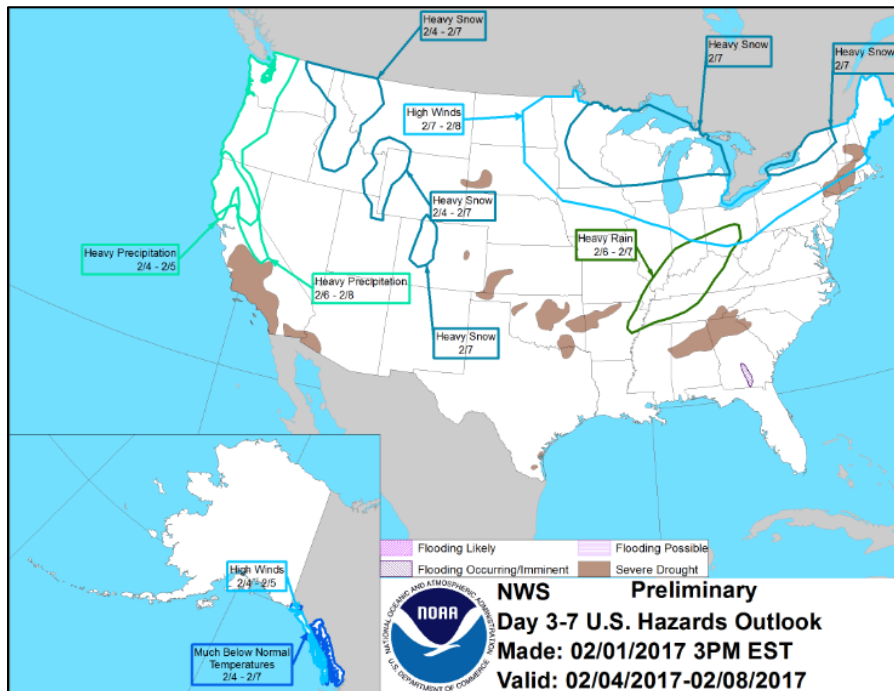 Heavy Snow
2/4 - 2/7
Heavy Snow
2/7
Heavy Snow
2/7
High Winds
2/7 - 2/8
Heavy Snow
2/4 - 2/7
Heavy Rain
2/6 - 2/7
Heavy Precipitation
2/4 - 2/5
Heavy Precipitation
2/6 - 2/8
Heavy Snow
2/7
High Winds
2/4 - 2/5
Much Below Normal
Temperatures
2/4 - 2/7
Flooding Likely
Flooding Possible
Flooding Occurring/Imminent
Severe Drought
NATIONAL OCEANIC AND ATMOSPHERIC ADMINISTRATION
NOAA
U.S. DEPARTMENT OF COMMERCE
NWS Preliminary
Day 3-7 U.S. Hazards Outlook
Made: 02/01/2017 3PM EST
Valid: 02/04/2017-02/08/2017